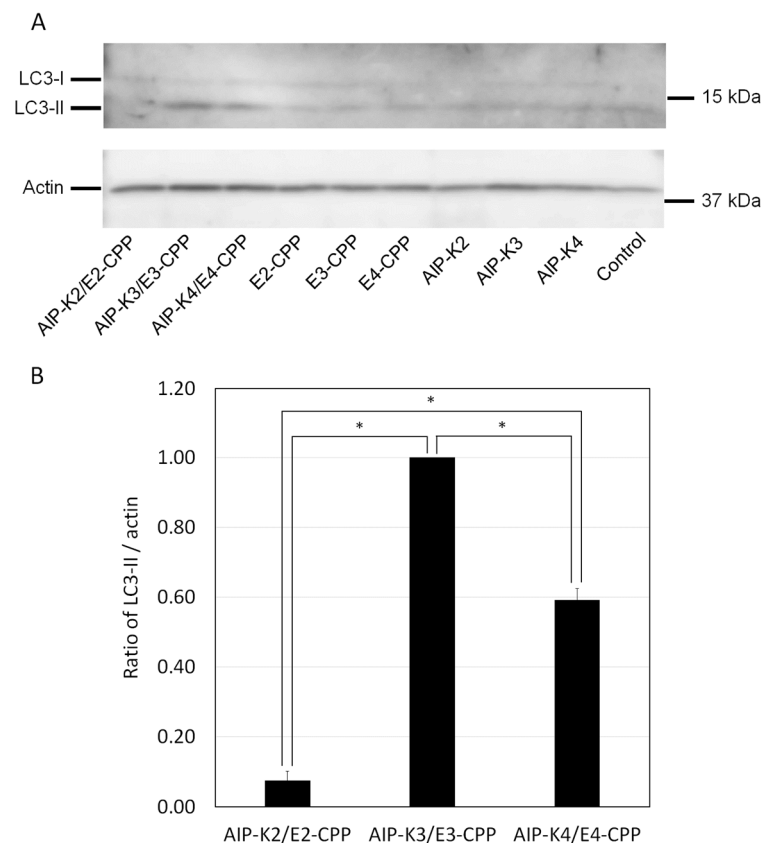 A
LC3-I
LC3-II
15 kDa
Actin
37 kDa
AIP-K2/E2-CPP
AIP-K3/E3-CPP
AIP-K4/E4-CPP
E2-CPP
E3-CPP
E4-CPP
AIP-K2
AIP-K3
AIP-K4
Control
B
Ratio of LC3-II / actin
1.20
1.00
0.80
0.60
0.40
0.20
0.00
*
*
*
AIP-K2/E2-CPP
AIP-K3/E3-CPP
AIP-K4/E4-CPP